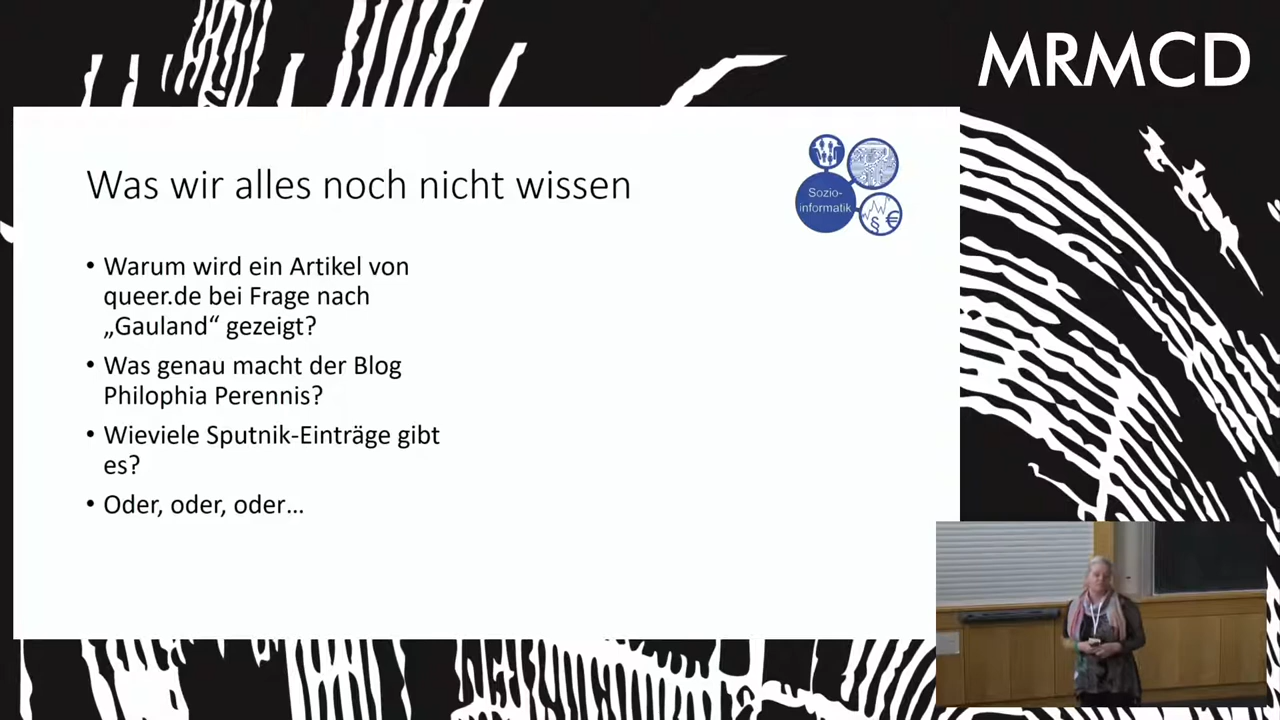 MRMCD
Was wir alles noch nicht wissen
Sozio-
informatik
§
€
• Warum wird ein Artikel von
queer.de bei Frage nach
„Gauland“ gezeigt?
• Was genau macht der Blog
Philophia Perennis?
• Wieviele Sputnik-Einträge gibt
es?
• Oder, oder, oder...